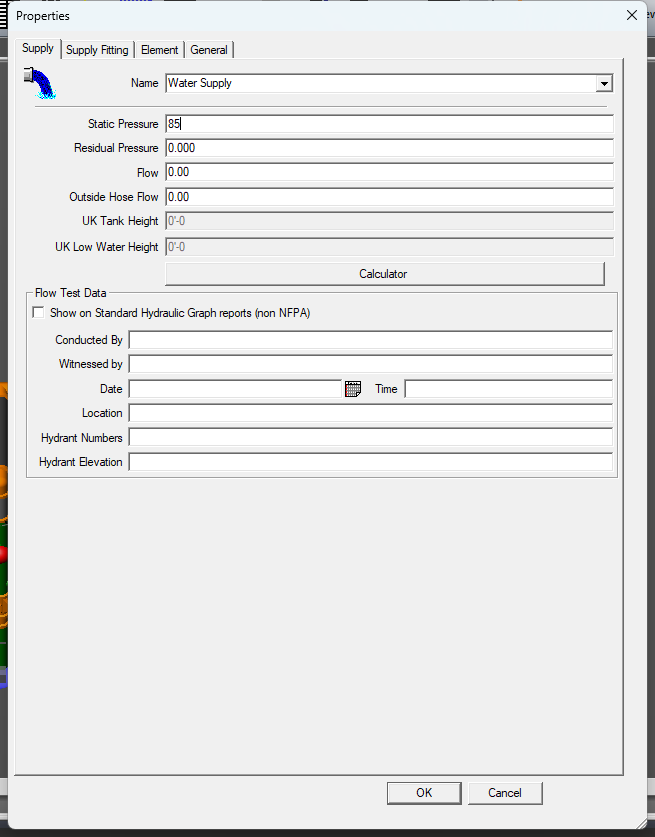 Properties
Supply Supply Fitting Element General
Name Water Supply
Static Pressure 85
Residual Pressure 0.000
Flow 0.00
Outside Hose Flow 0.00
UK Tank Height 0'-0
UK Low Water Height 0'-0
Calculator
Flow Test Data
Show on Standard Hydraulic Graph reports (non NFPA)
Conducted By
Witnessed by
Date Time
Location
Hydrant Numbers
Hydrant Elevation
OK Cancel